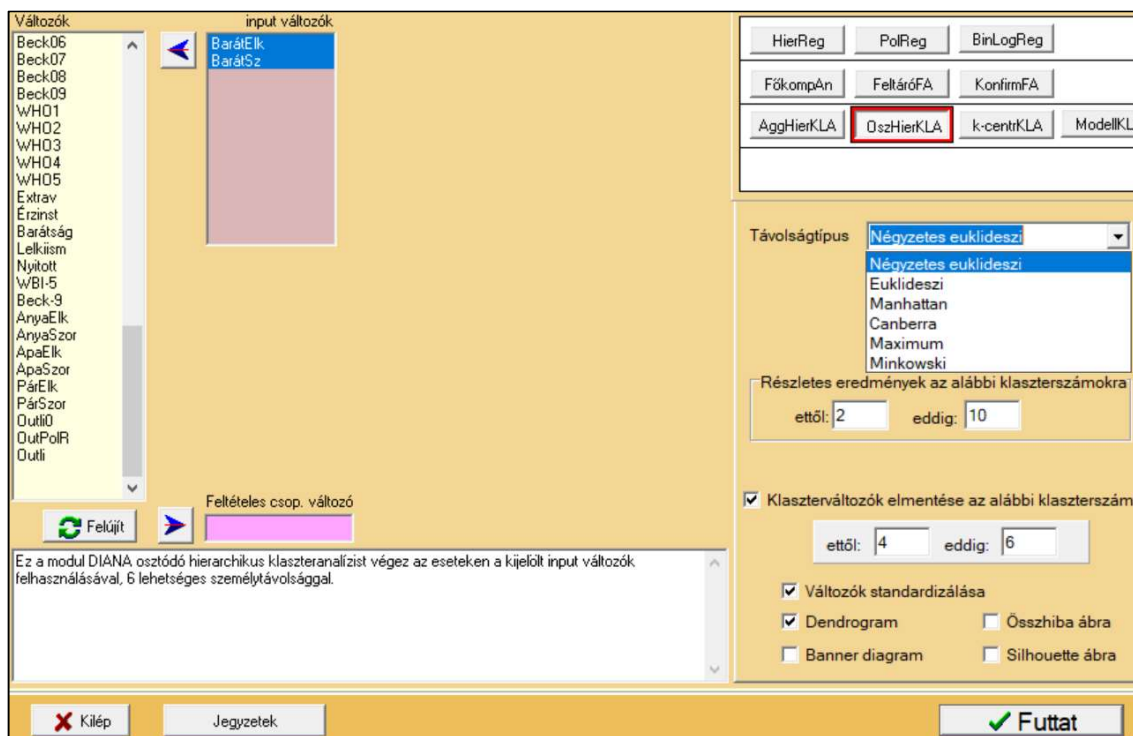 Változók
Beck06
Beck07
Beck08
Beck09
WHO1
WHO2
WHO3
WHO4
WHO5
Extrav
Érzinst
Barátság
Lelkiism
Nyitott
WBI-5
Beck-9
AnyaElk
AnyaSzor
ApaElk
ApaSzor
PárElk
PárSzor
Outli0
OutPolR
Outli
Felújít
input változók
BarátElk
BarátSz
Feltételes csop. változó
Ez a modul DIANA osztódó hierarchikus klaszteranalízist végez az eseteken a kijelölt input változók
felhasználásával, 6 lehetséges személytávolsággal.
HierReg PolReg BinLogReg
FőkompAn FeltáróFA KonfirmFA
AggHierKLA OszHierKLA k-centrKLA ModellKL
Távolságtípus Négyzetes euklideszi
Négyzetes euklideszi
Euklideszi
Manhattan
Canberra
Maximum
Minkowski
Részletes eredmények az alábbi klaszterszámokra
ettől: 2 eddig: 10
Klaszterváltozók elmentése az alábbi klaszterszám
ettől: 4 eddig: 6
Változók standardizálása
Dendrogram Összhiba ábra
Banner diagram Silhouette ábra
Kilép Jegyzetek Futtat